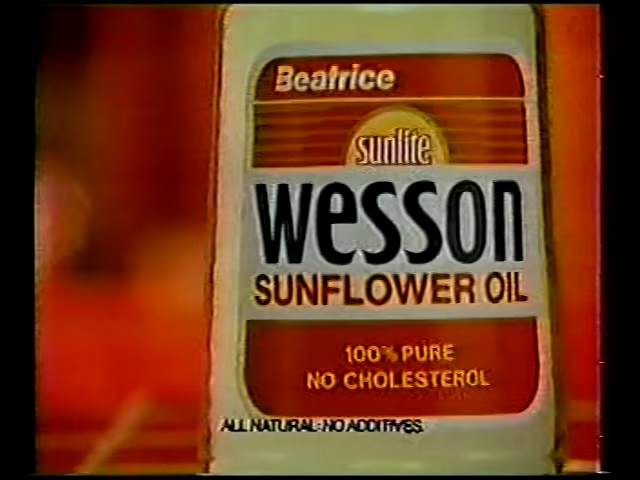 Beatrice
sunlite
wesson
SUNFLOWER OIL
100% PURE
NO CHOLESTEROL
ALL NATURAL: NO ADDITIVES.